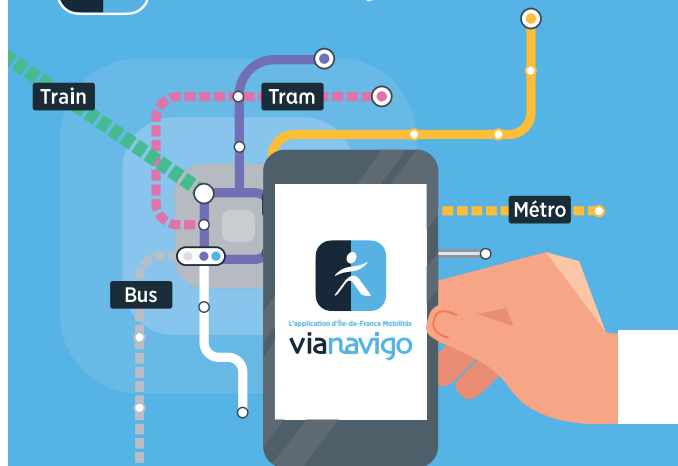 Train
Tram
Métro
Bus
L'application d'Île-de-France Mobilités
vianavigo